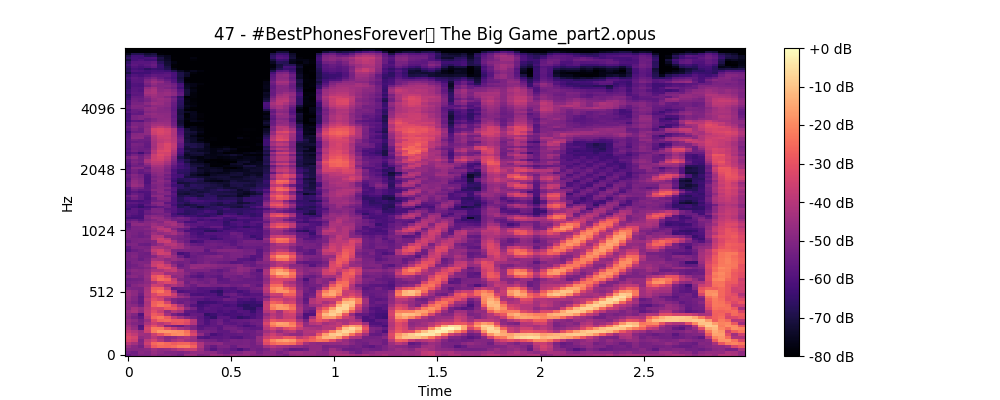 47 - #BestPhonesForever▯ The Big Game_part2.opus
+0 dB
-10 dB
-20 dB
-30 dB
-40 dB
-50 dB
-60 dB
-70 dB
-80 dB
4096
2048
1024
512
0
Hz
0 0.5 1 1.5 2 2.5
Time